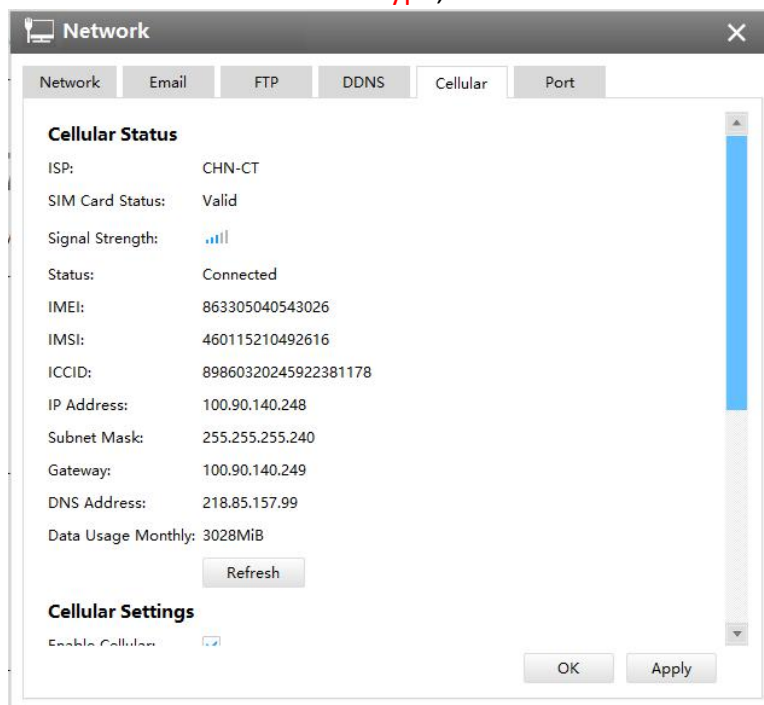 Network
Network Email FTP DDNS Cellular Port
Cellular Status
ISP: CHN-CT
SIM Card Status: Valid
Signal Strength:
Status: Connected
IMEI: 863305040543026
IMSI: 460115210492616
ICCID: 89860320245922381178
IP Address: 100.90.140.248
Subnet Mask: 255.255.255.240
Gateway: 100.90.140.249
DNS Address: 218.85.157.99
Data Usage Monthly: 3028MiB
Refresh
Cellular Settings
Enable Cellular:
OK Apply